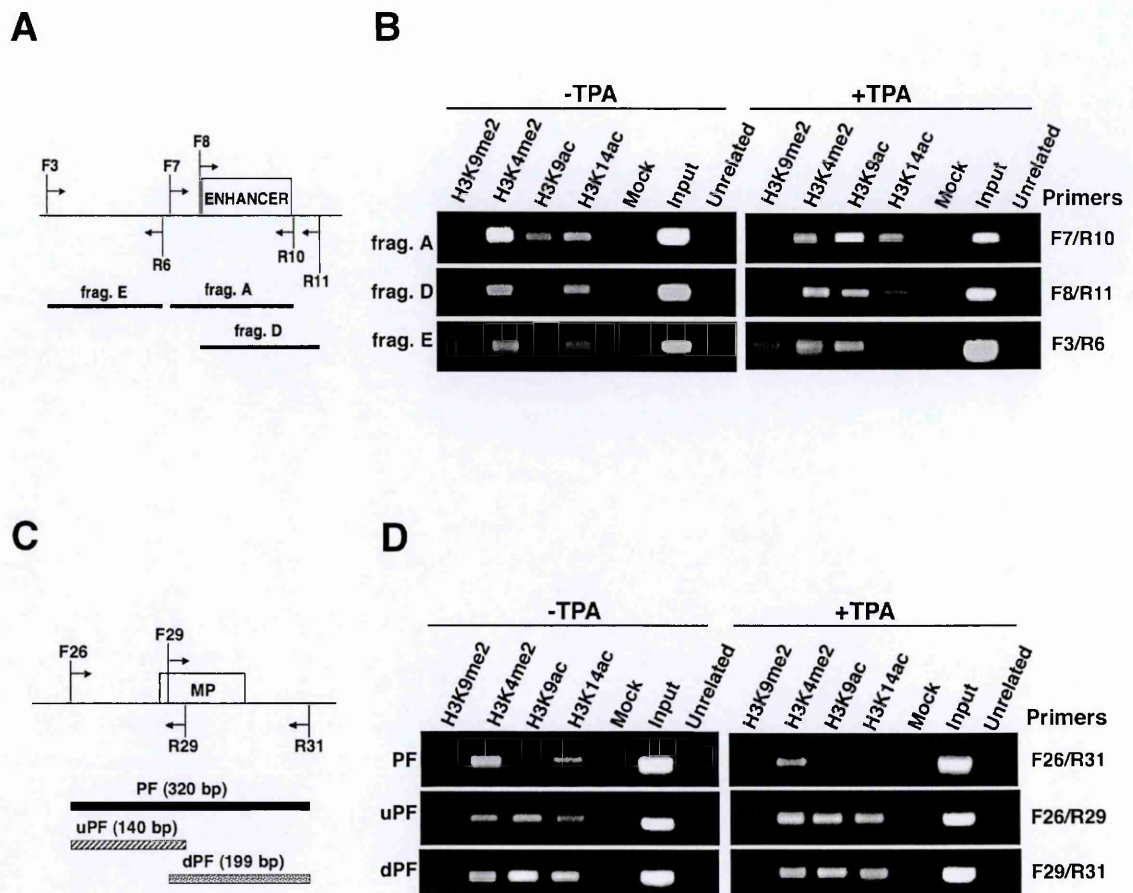 A
F3
F7
F8
ENHANCER
R6
R10
R11
frag. E
frag. A
frag. D
B
-TPA
+TPA
H3K9me2
H3K4me2
H3K9ac
H3K14ac
Mock
Input
Unrelated
H3K9me2
H3K4me2
H3K9ac
H3K14ac
Mock
Input
Unrelated
Primers
frag. A
F7/R10
frag. D
F8/R11
frag. E
F3/R6
C
F26
F29
MP
R29
R31
PF (320 bp)
uPF (140 bp)
dPF (199 bp)
D
-TPA
+TPA
H3K9me2
H3K4me2
H3K9ac
H3K14ac
Mock
Input
Unrelated
H3K9me2
H3K4me2
H3K9ac
H3K14ac
Mock
Input
Unrelated
Primers
PF
F26/R31
uPF
F26/R29
dPF
F29/R31